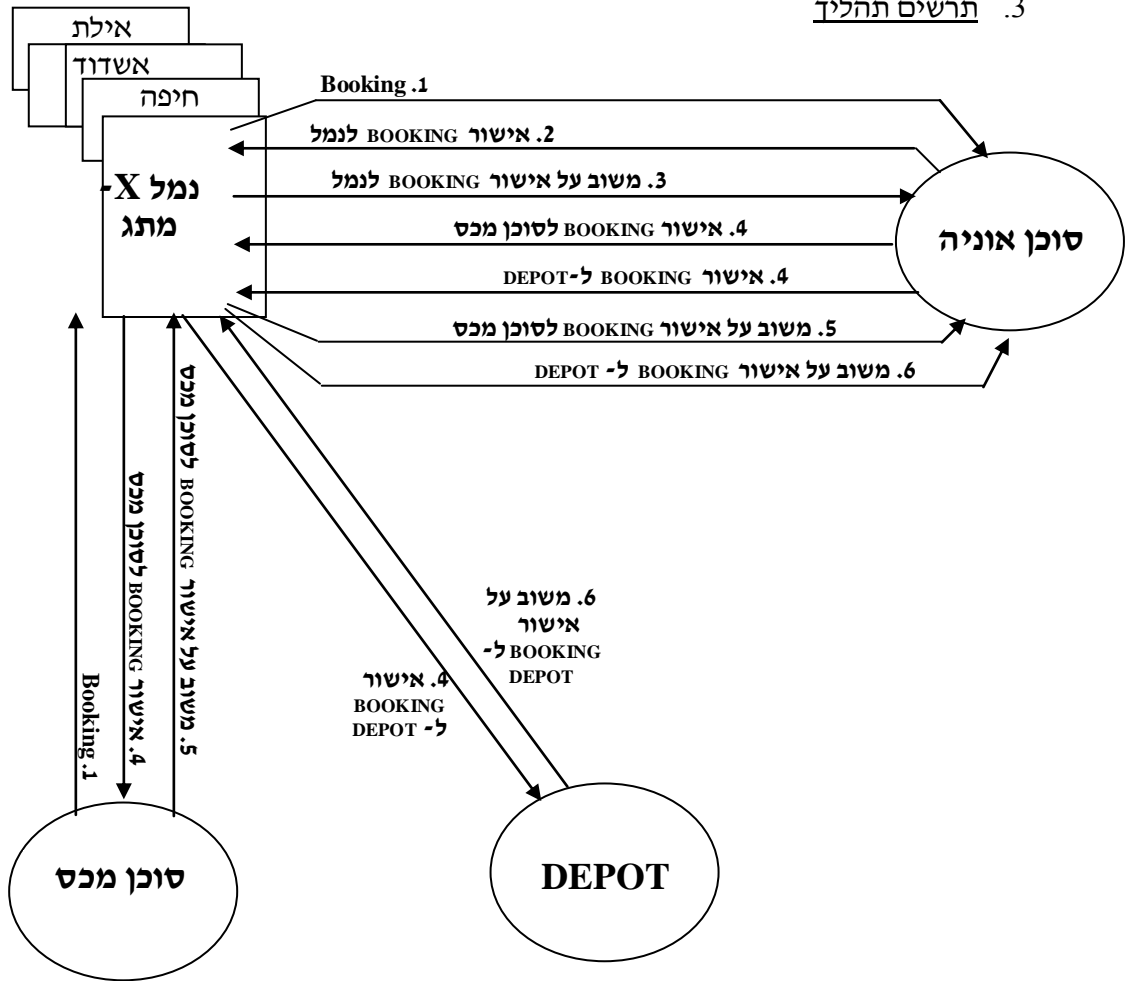 3. תרשים תהליך
אילת
אשדוד
חיפה
נמל X-
מתג
1. Booking
2. אישור BOOKING לנמל
3. משוב על אישור BOOKING לנמל
4. אישור BOOKING לסוכן מכס
4. אישור BOOKING ל-DEPOT
5. משוב על אישור BOOKING לסוכן מכס
6. משוב על אישור BOOKING ל- DEPOT
סוכן אוניה
1. Booking
4. אישור BOOKING לסוכן מכס
5. משוב על אישור BOOKING לסוכן מכס
6. משוב על
אישור
BOOKING ל-
DEPOT
4. אישור
BOOKING
ל- DEPOT
סוכן מכס
DEPOT